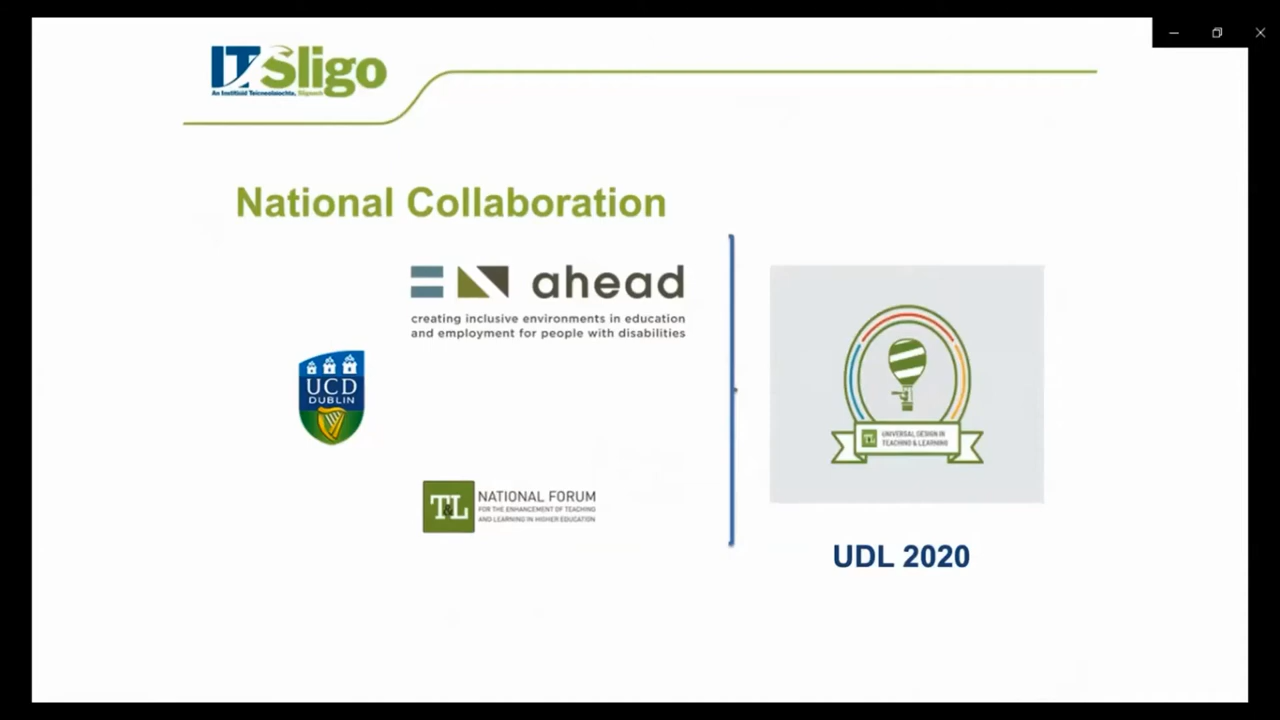 ITSligo
An Institiúid Teicneolaíochta, Sligeach
National Collaboration
ahead
creating inclusive environments in education
and employment for people with disabilities
UCD
DUBLIN
T&L
NATIONAL FORUM
FOR THE ENHANCEMENT OF TEACHING
AND LEARNING IN HIGHER EDUCATION
T&L
UNIVERSAL DESIGN IN
TEACHING & LEARNING
UDL 2020